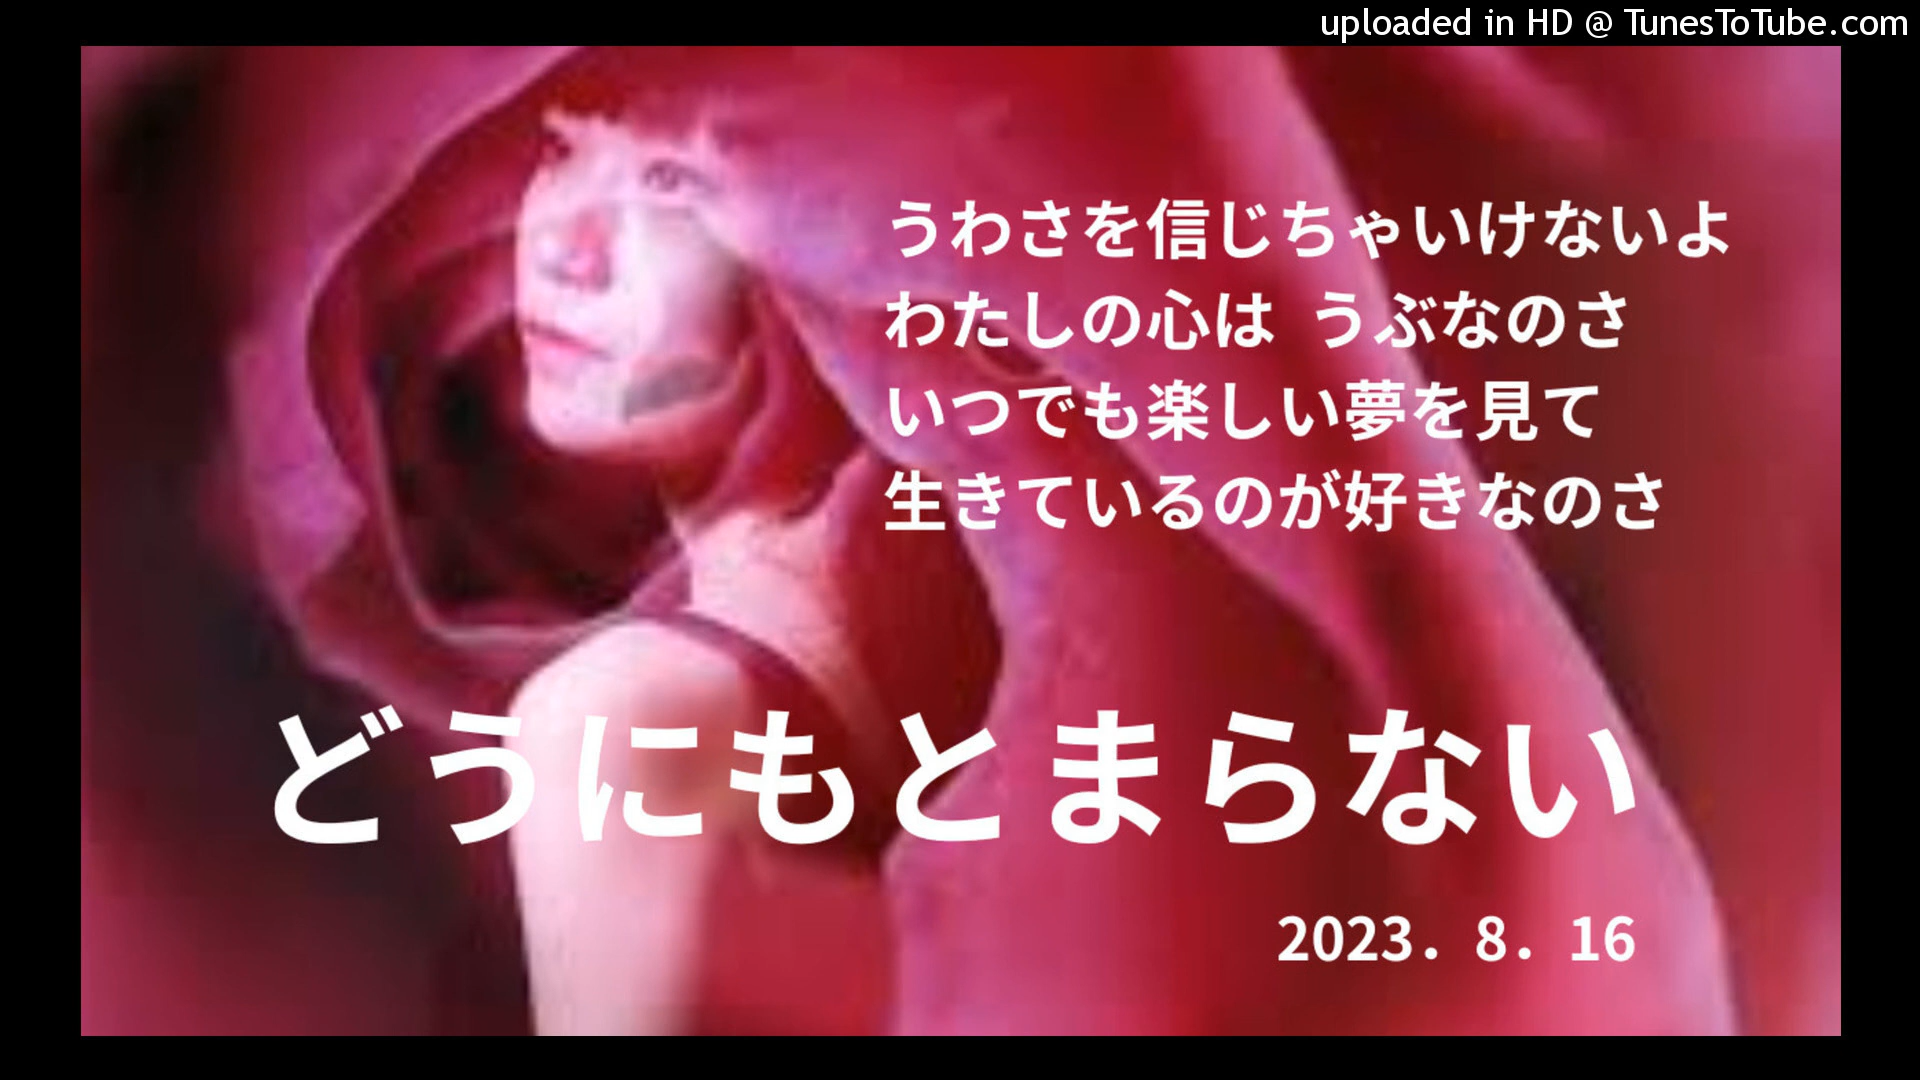 uploaded in HD @ TunesToTube.com
うわさを信じちゃいけないよ
わたしの心は うぶなのさ
いつでも楽しい夢を見て
生きているのが好きなのさ
どうにもとまらない
2023．8．16